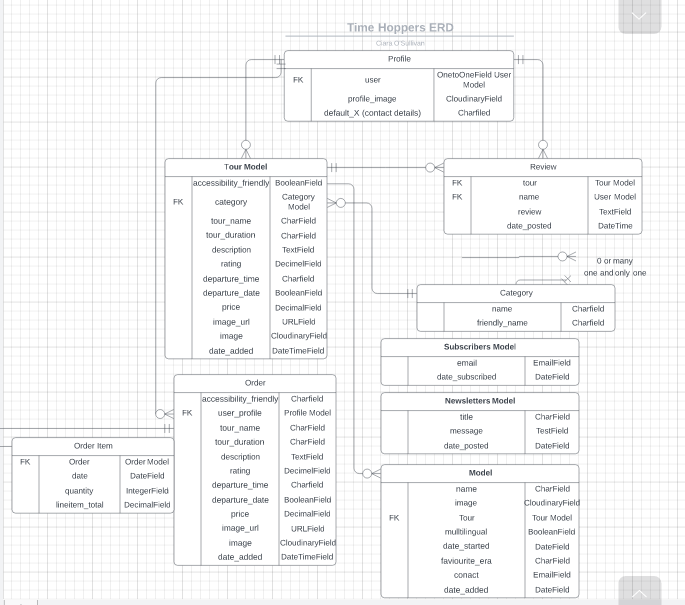 Time Hoppers ERD
Ciara O'Sullivan
Profile
FK user OnetoOneField User Model
profile_image CloudinaryField
default_X (contact details) Charfiled
Tour Model
accessibility_friendly BooleanField
FK category Category Model
tour_name CharField
tour_duration CharField
description TextField
rating DecimelField
departure_time Charfield
departure_date BooleanField
price DecimalField
image_url URLField
image CloudinaryField
date_added DateTimeField
Review
FK tour Tour Model
FK name User Model
review TextField
date_posted DateTime
0 or many
one and only one
Category
name Charfield
friendly_name Charfield
Subscribers Model
email EmailField
date_subscribed DateField
Newsletters Model
title CharField
message TestField
date_posted DateField
Order
accessibility_friendly Charfield
FK user_profile Profile Model
tour_name CharField
tour_duration CharField
description TextField
rating DecimelField
departure_time Charfield
departure_date BooleanField
price DecimalField
image_url URLField
image CloudinaryField
date_added DateTimeField
Order Item
FK Order Order Model
date DateField
quantity IntegerField
lineitem_total DecimalField
Model
name CharField
image CloudinaryField
FK Tour Tour Model
mulltilingual BooleanField
date_started DateField
faviourite_era CharField
conact EmailField
date_added DateField